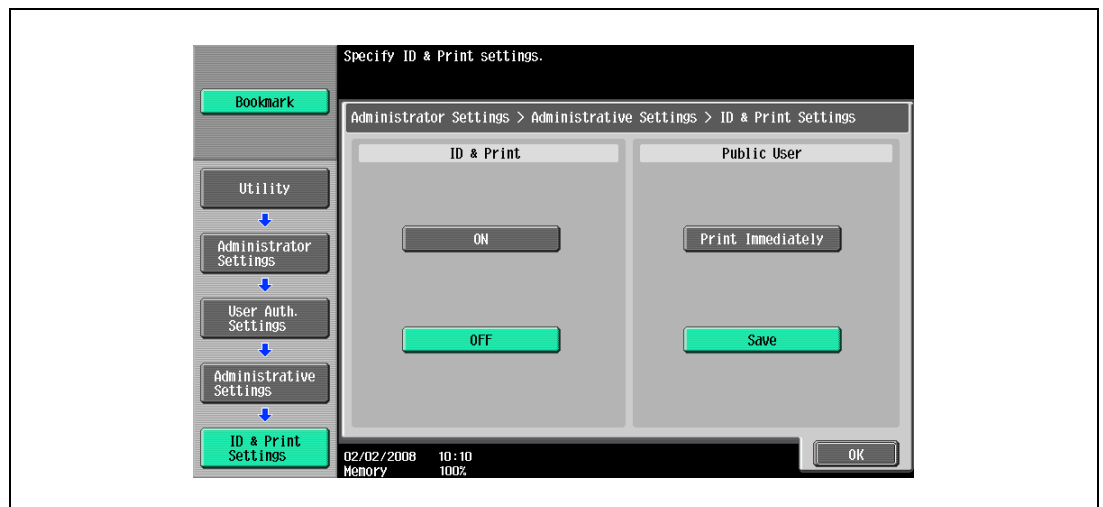 Specify ID & Print settings.
Bookmark
Administrator Settings > Administrative Settings > ID & Print Settings
ID & Print
Public User
Utility
Administrator
Settings
User Auth.
Settings
Administrative
Settings
ID & Print
Settings
ON
Print Immediately
OFF
Save
02/02/2008 10:10
Memory 100%
OK